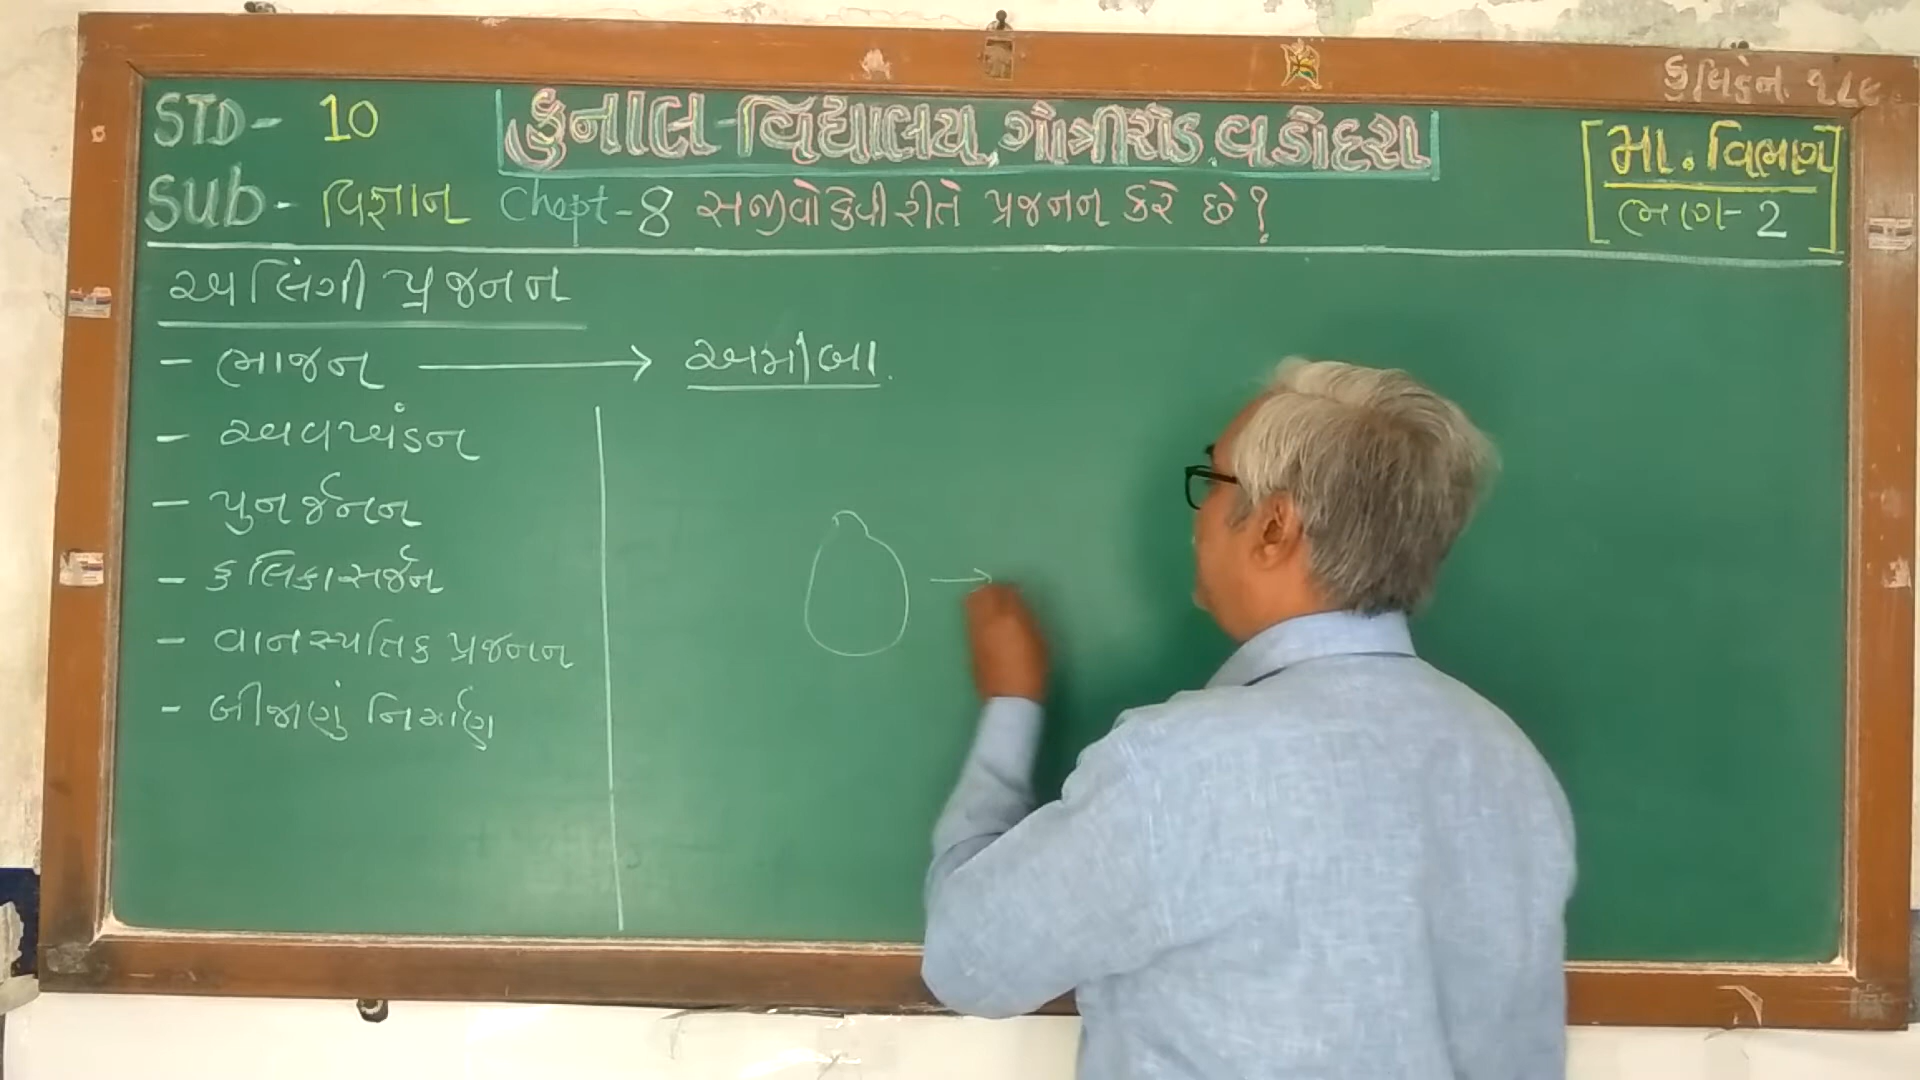 STD- 10 કુનાલ-વિદ્યાલય, ગોત્રીરોડ, વડોદરા
[મા. વિભાગ
ભાગ-2]
Sub- વિજ્ઞાન Chept-8 સજીવો કેવી રીતે પ્રજનન કરે છે?
અલિંગી પ્રજનન
- ભાજન → અમીબા.
- અવખંડન
- પુનર્જનન
- કલિકાસર્જન
- વાનસ્પતિક પ્રજનન
- બીજાણું નિર્માણ